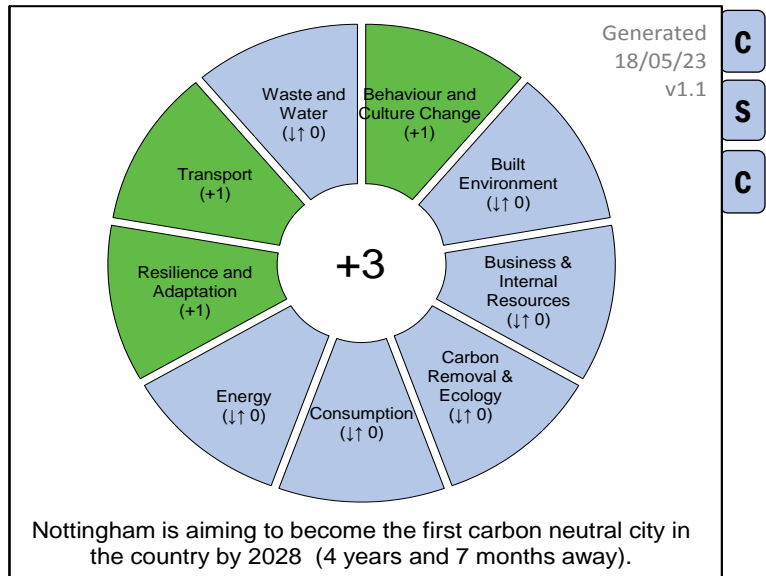 Generated
18/05/23
v1.1
C
S
C
Waste and
Water
(↓↑ 0)
Behaviour and
Culture Change
(+1)
Built
Environment
(↓↑ 0)
Business &
Internal
Resources
(↓↑ 0)
Carbon
Removal &
Ecology
(↓↑ 0)
Consumption
(↓↑ 0)
Energy
(↓↑ 0)
Resilience and
Adaptation
(+1)
Transport
(+1)
+3
Nottingham is aiming to become the first carbon neutral city in
the country by 2028  (4 years and 7 months away).